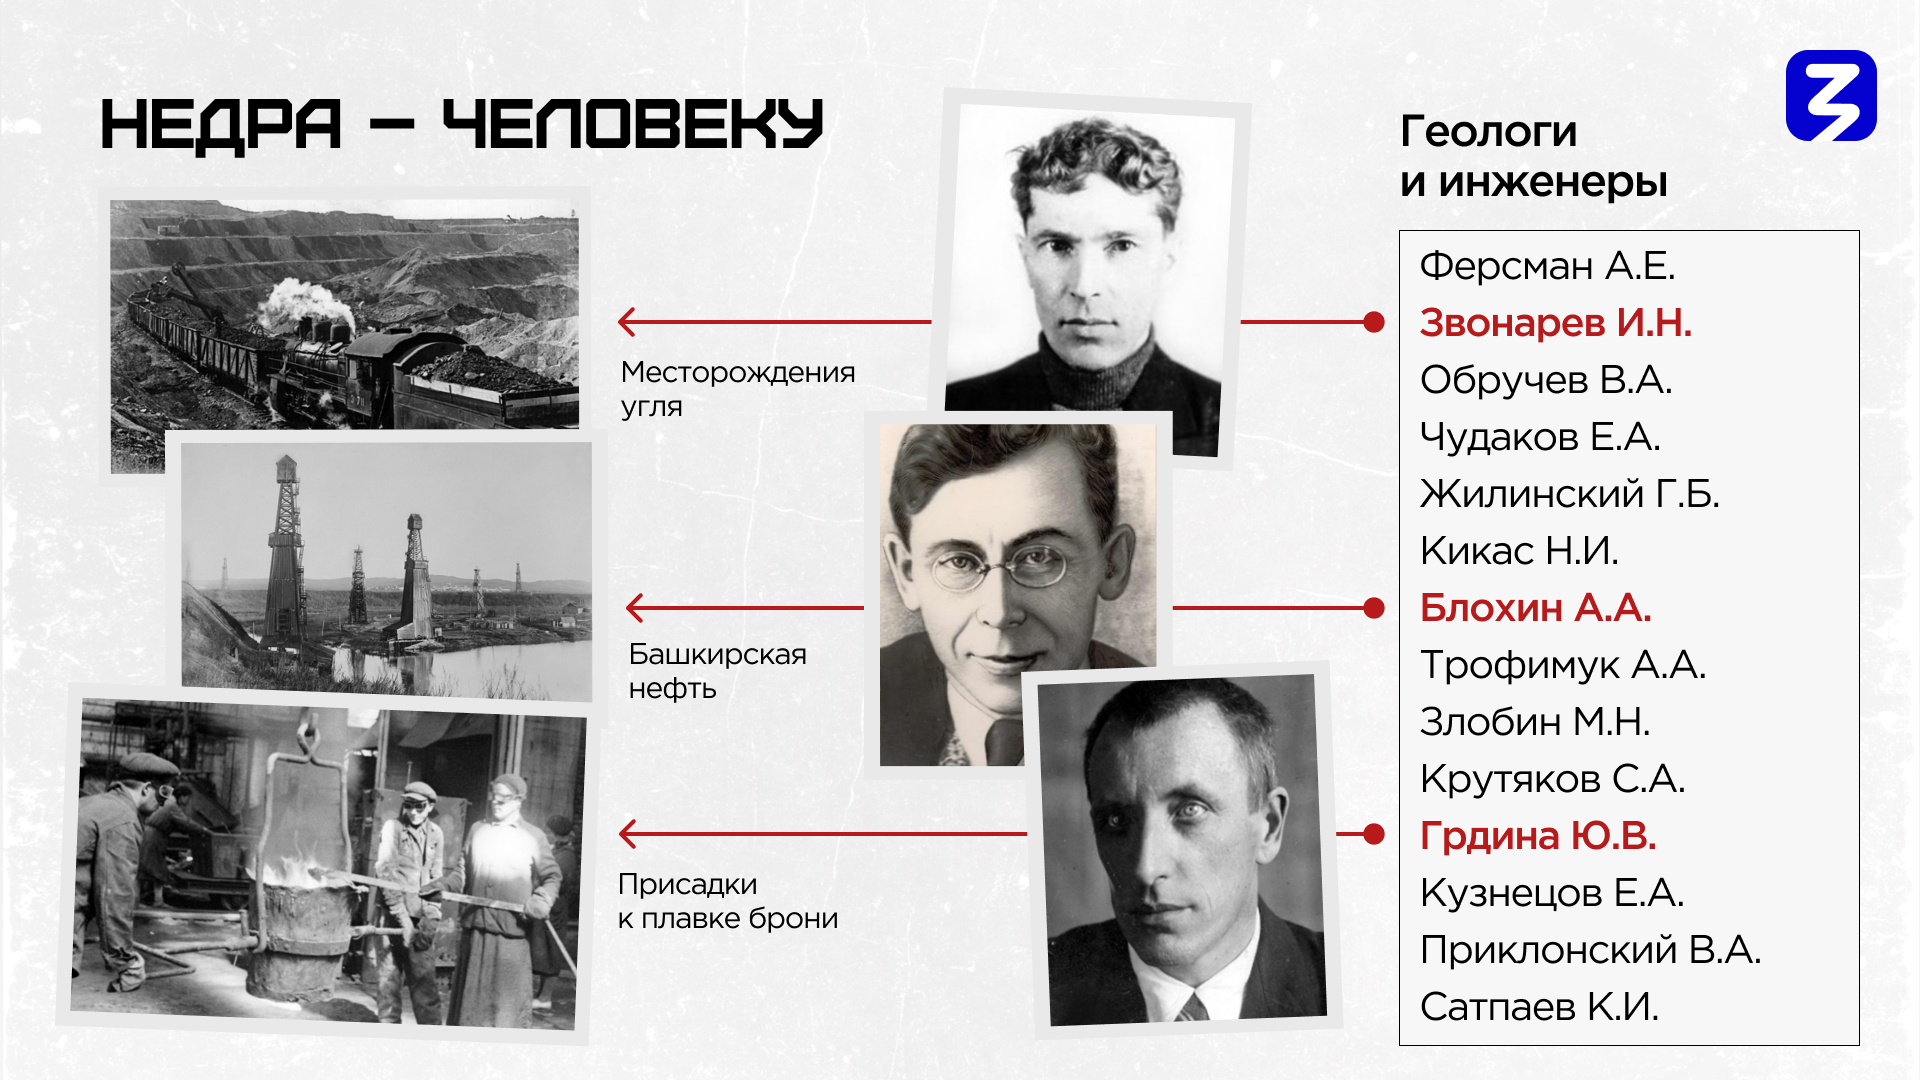 НЕДРА – ЧЕЛОВЕКУ
Месторождения
угля
Башкирская
нефть
Присадки
к плавке брони
Геологи
и инженеры
Ферсман А.Е.
Звонарев И.Н.
Обручев В.А.
Чудаков Е.А.
Жилинский Г.Б.
Кикас Н.И.
Блохин А.А.
Трофимук А.А.
Злобин М.Н.
Крутяков С.А.
Грдина Ю.В.
Кузнецов Е.А.
Приклонский В.А.
Сатпаев К.И.